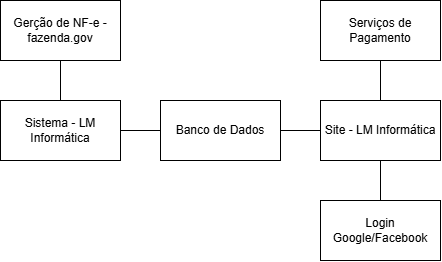 Gerção de NF-e -
fazenda.gov
Serviços de
Pagamento
Sistema - LM
Informática
Banco de Dados
Site - LM Informática
Login
Google/Facebook